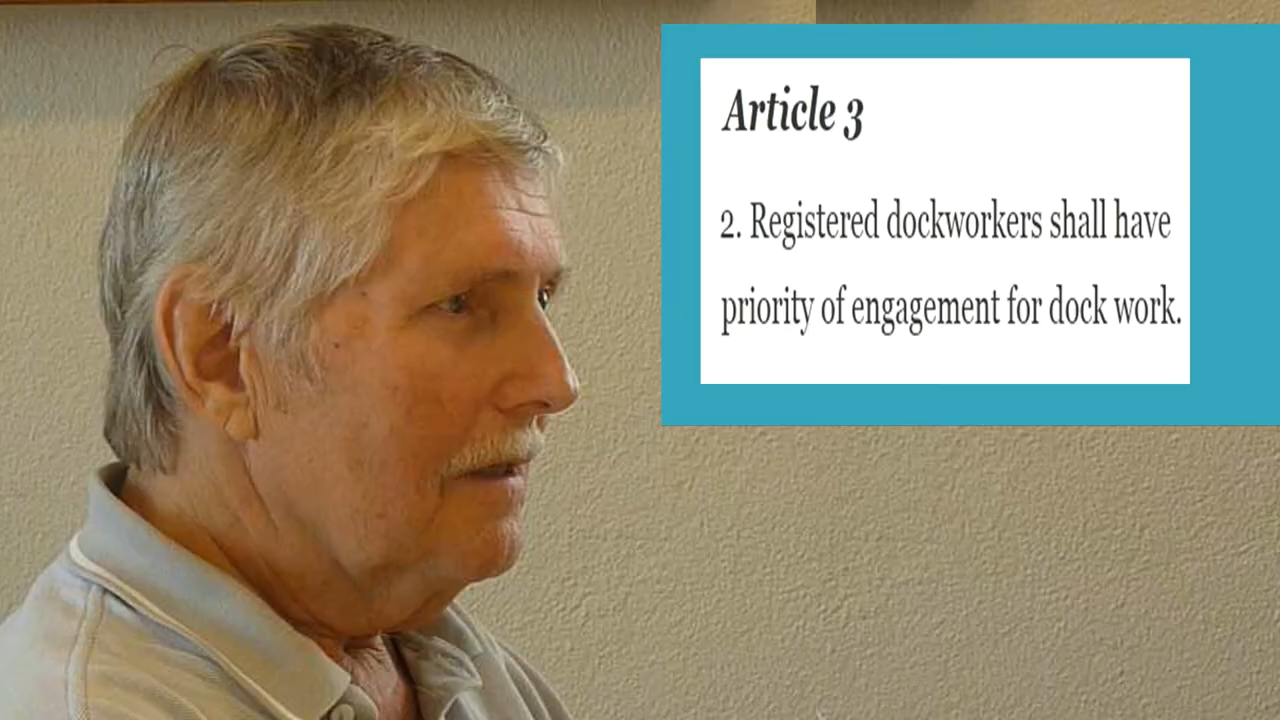 Article 3
2. Registered dockworkers shall have
priority of engagement for dock work.